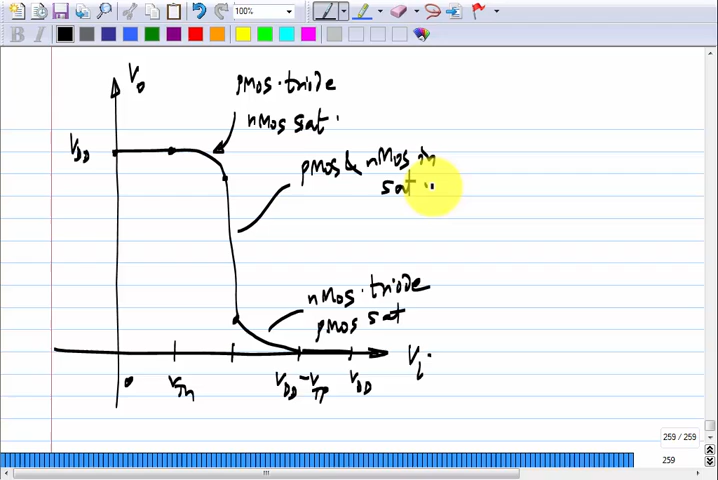 100%
B I
V0
pMos triode
nMos sat.
VDD
pMos & nMos in
sat.
nMos triode
pMos sat
Vi
0 VTn VDD-VTP VDD
259 / 259
259